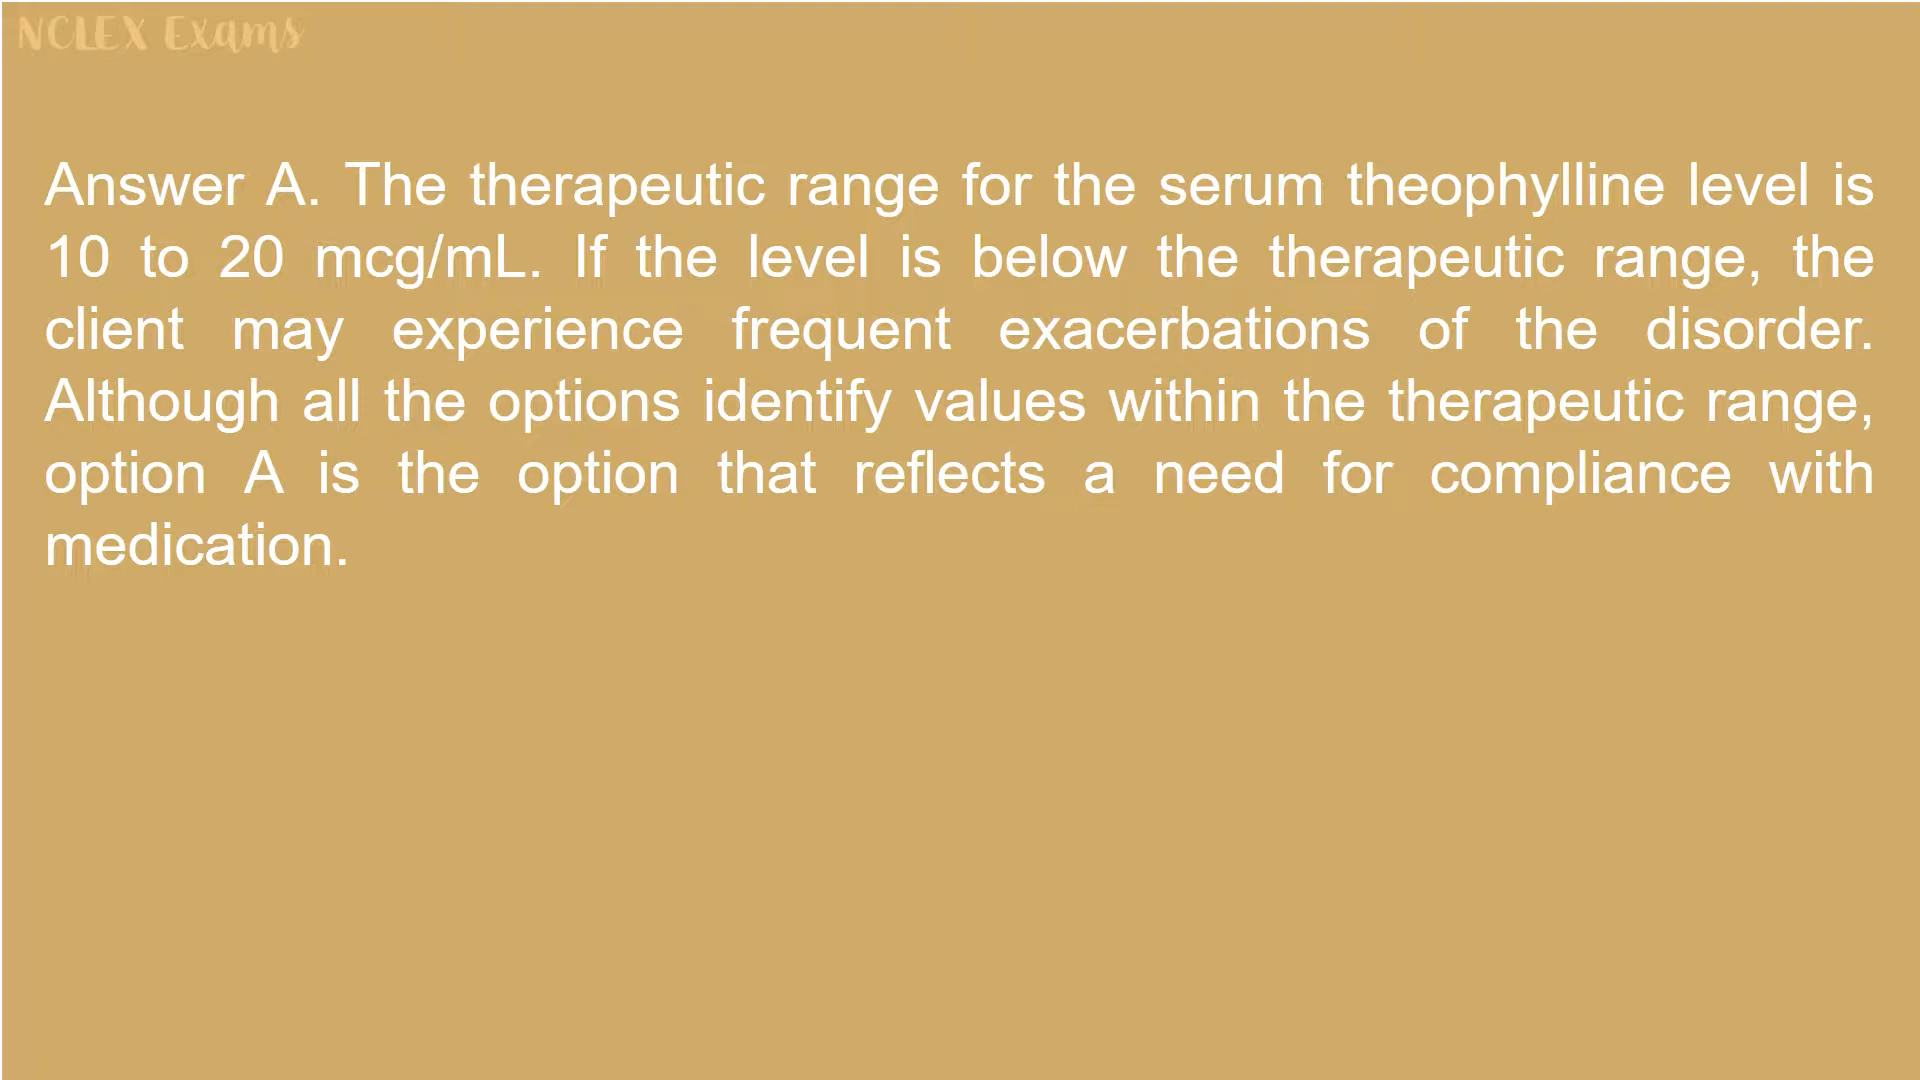 NCLEX Exams
Answer A. The therapeutic range for the serum theophylline level is
10 to 20 mcg/mL. If the level is below the therapeutic range, the
client may experience frequent exacerbations of the disorder.
Although all the options identify values within the therapeutic range,
option A is the option that reflects a need for compliance with
medication.